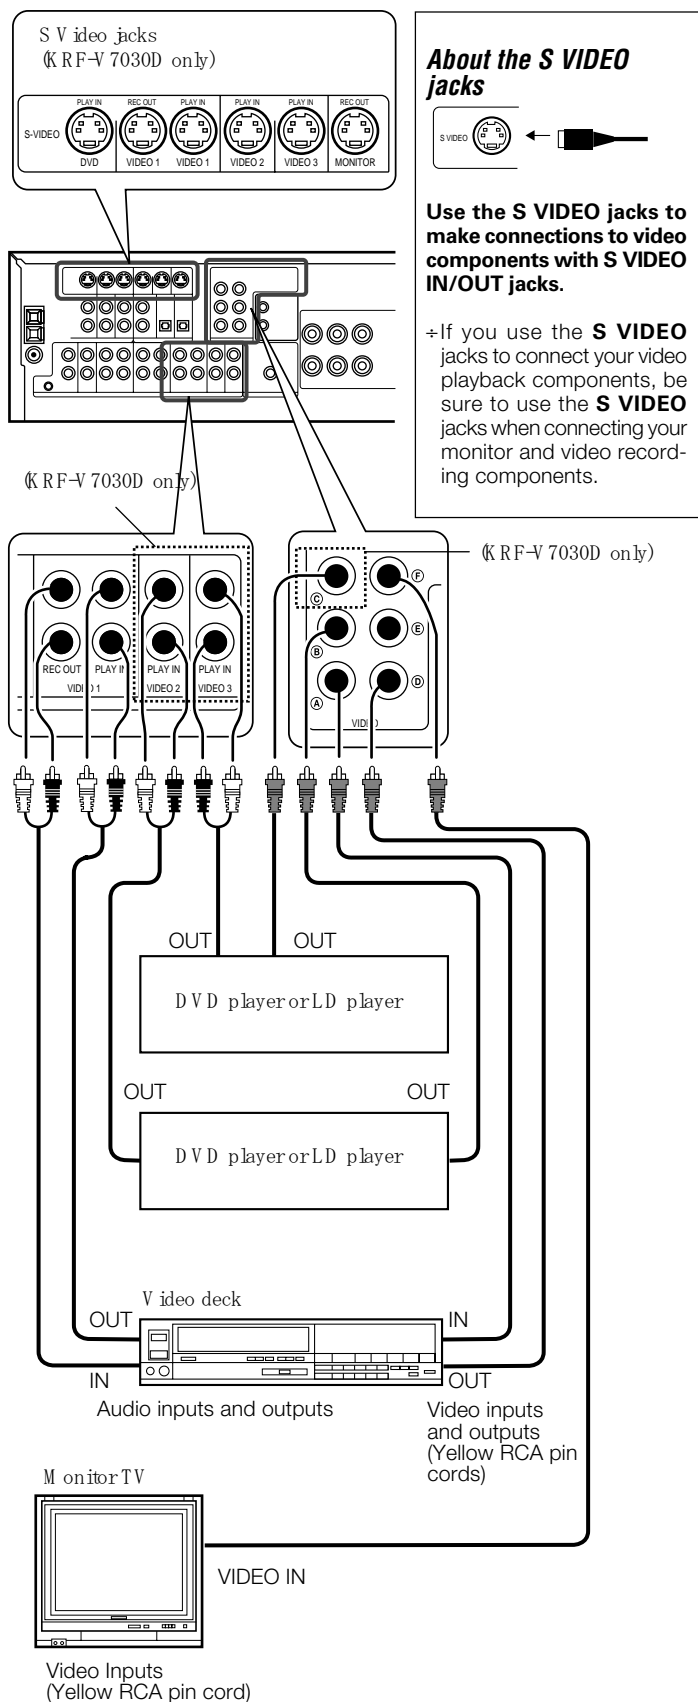 S Video jacks
(KRF-V7030D only)
PLAY IN REC OUT PLAY IN PLAY IN PLAY IN REC OUT
S-VIDEO
DVD VIDEO 1 VIDEO 1 VIDEO 2 VIDEO 3 MONITOR
About the S VIDEO
jacks
S VIDEO
Use the S VIDEO jacks to
make connections to video
components with S VIDEO
IN/OUT jacks.
÷If you use the S VIDEO
jacks to connect your video
playback components, be
sure to use the S VIDEO
jacks when connecting your
monitor and video record-
ing components.
(KRF-V7030D only)
(KRF-V7030D only)
REC OUT PLAY IN PLAY IN PLAY IN
VIDEO 1 VIDEO 2 VIDEO 3
C F
B E
A D
VIDEO
OUT OUT
DVD player or LD player
OUT OUT
DVD player or LD player
Video deck
OUT IN
IN OUT
Audio inputs and outputs
Video inputs
and outputs
(Yellow RCA pin
cords)
Monitor TV
VIDEO IN
Video Inputs
(Yellow RCA pin cord)